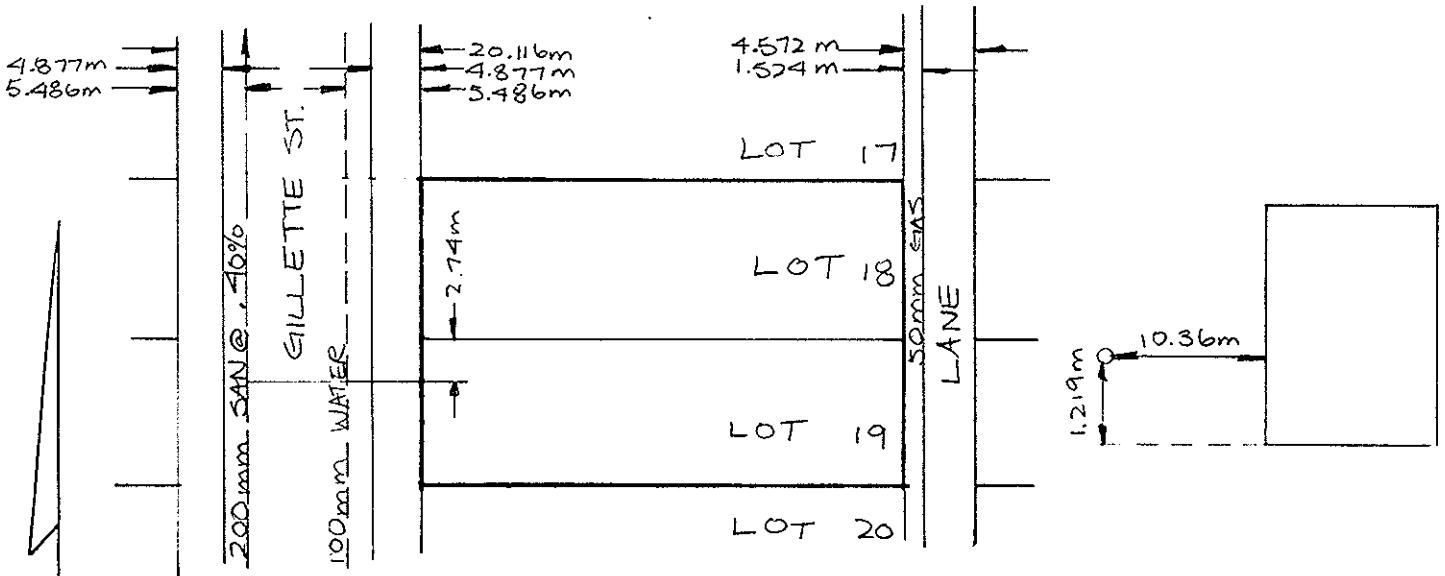 4.877m
5.486m
20.116m
4.877m
5.486m
4.572 m
1.524 m
LOT 17
GILLETTE ST.
200mm SAN @ .40%
100mm WATER
2.74m
LOT 18
50mm GAS
LANE
LOT 19
LOT 20
10.36m
1.219m